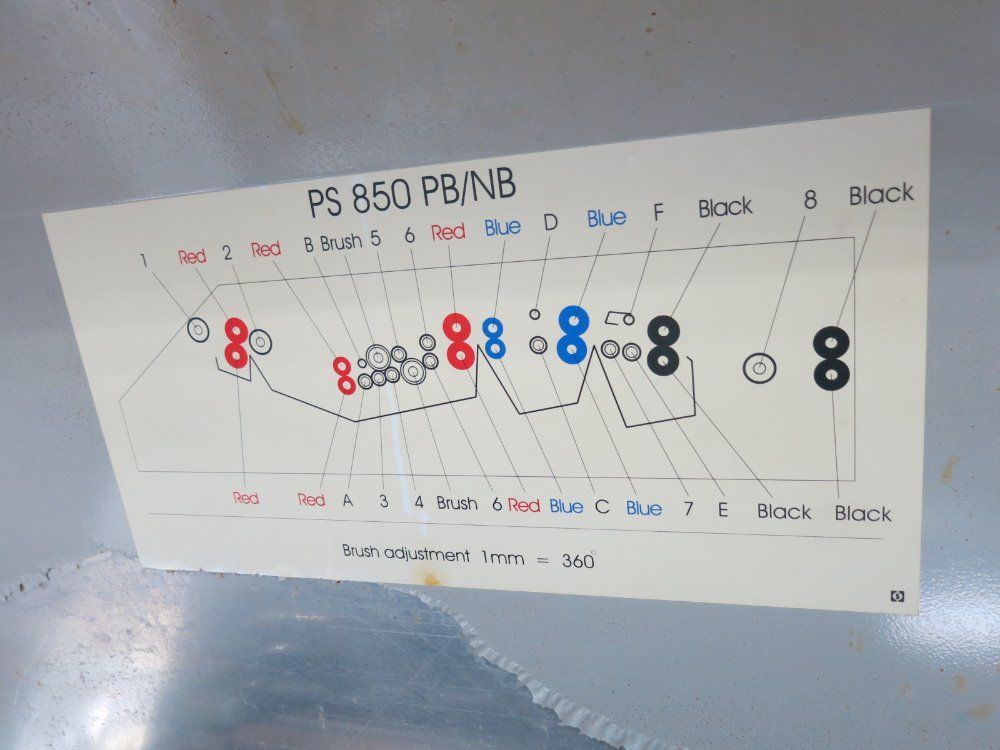 PS 850 PB/NB
1 Red 2 Red B Brush 5 6 Red Blue D Blue F Black 8 Black
Red Red A 3 4 Brush 6 Red Blue C Blue 7 E Black Black
Brush adjustment 1mm = 360°